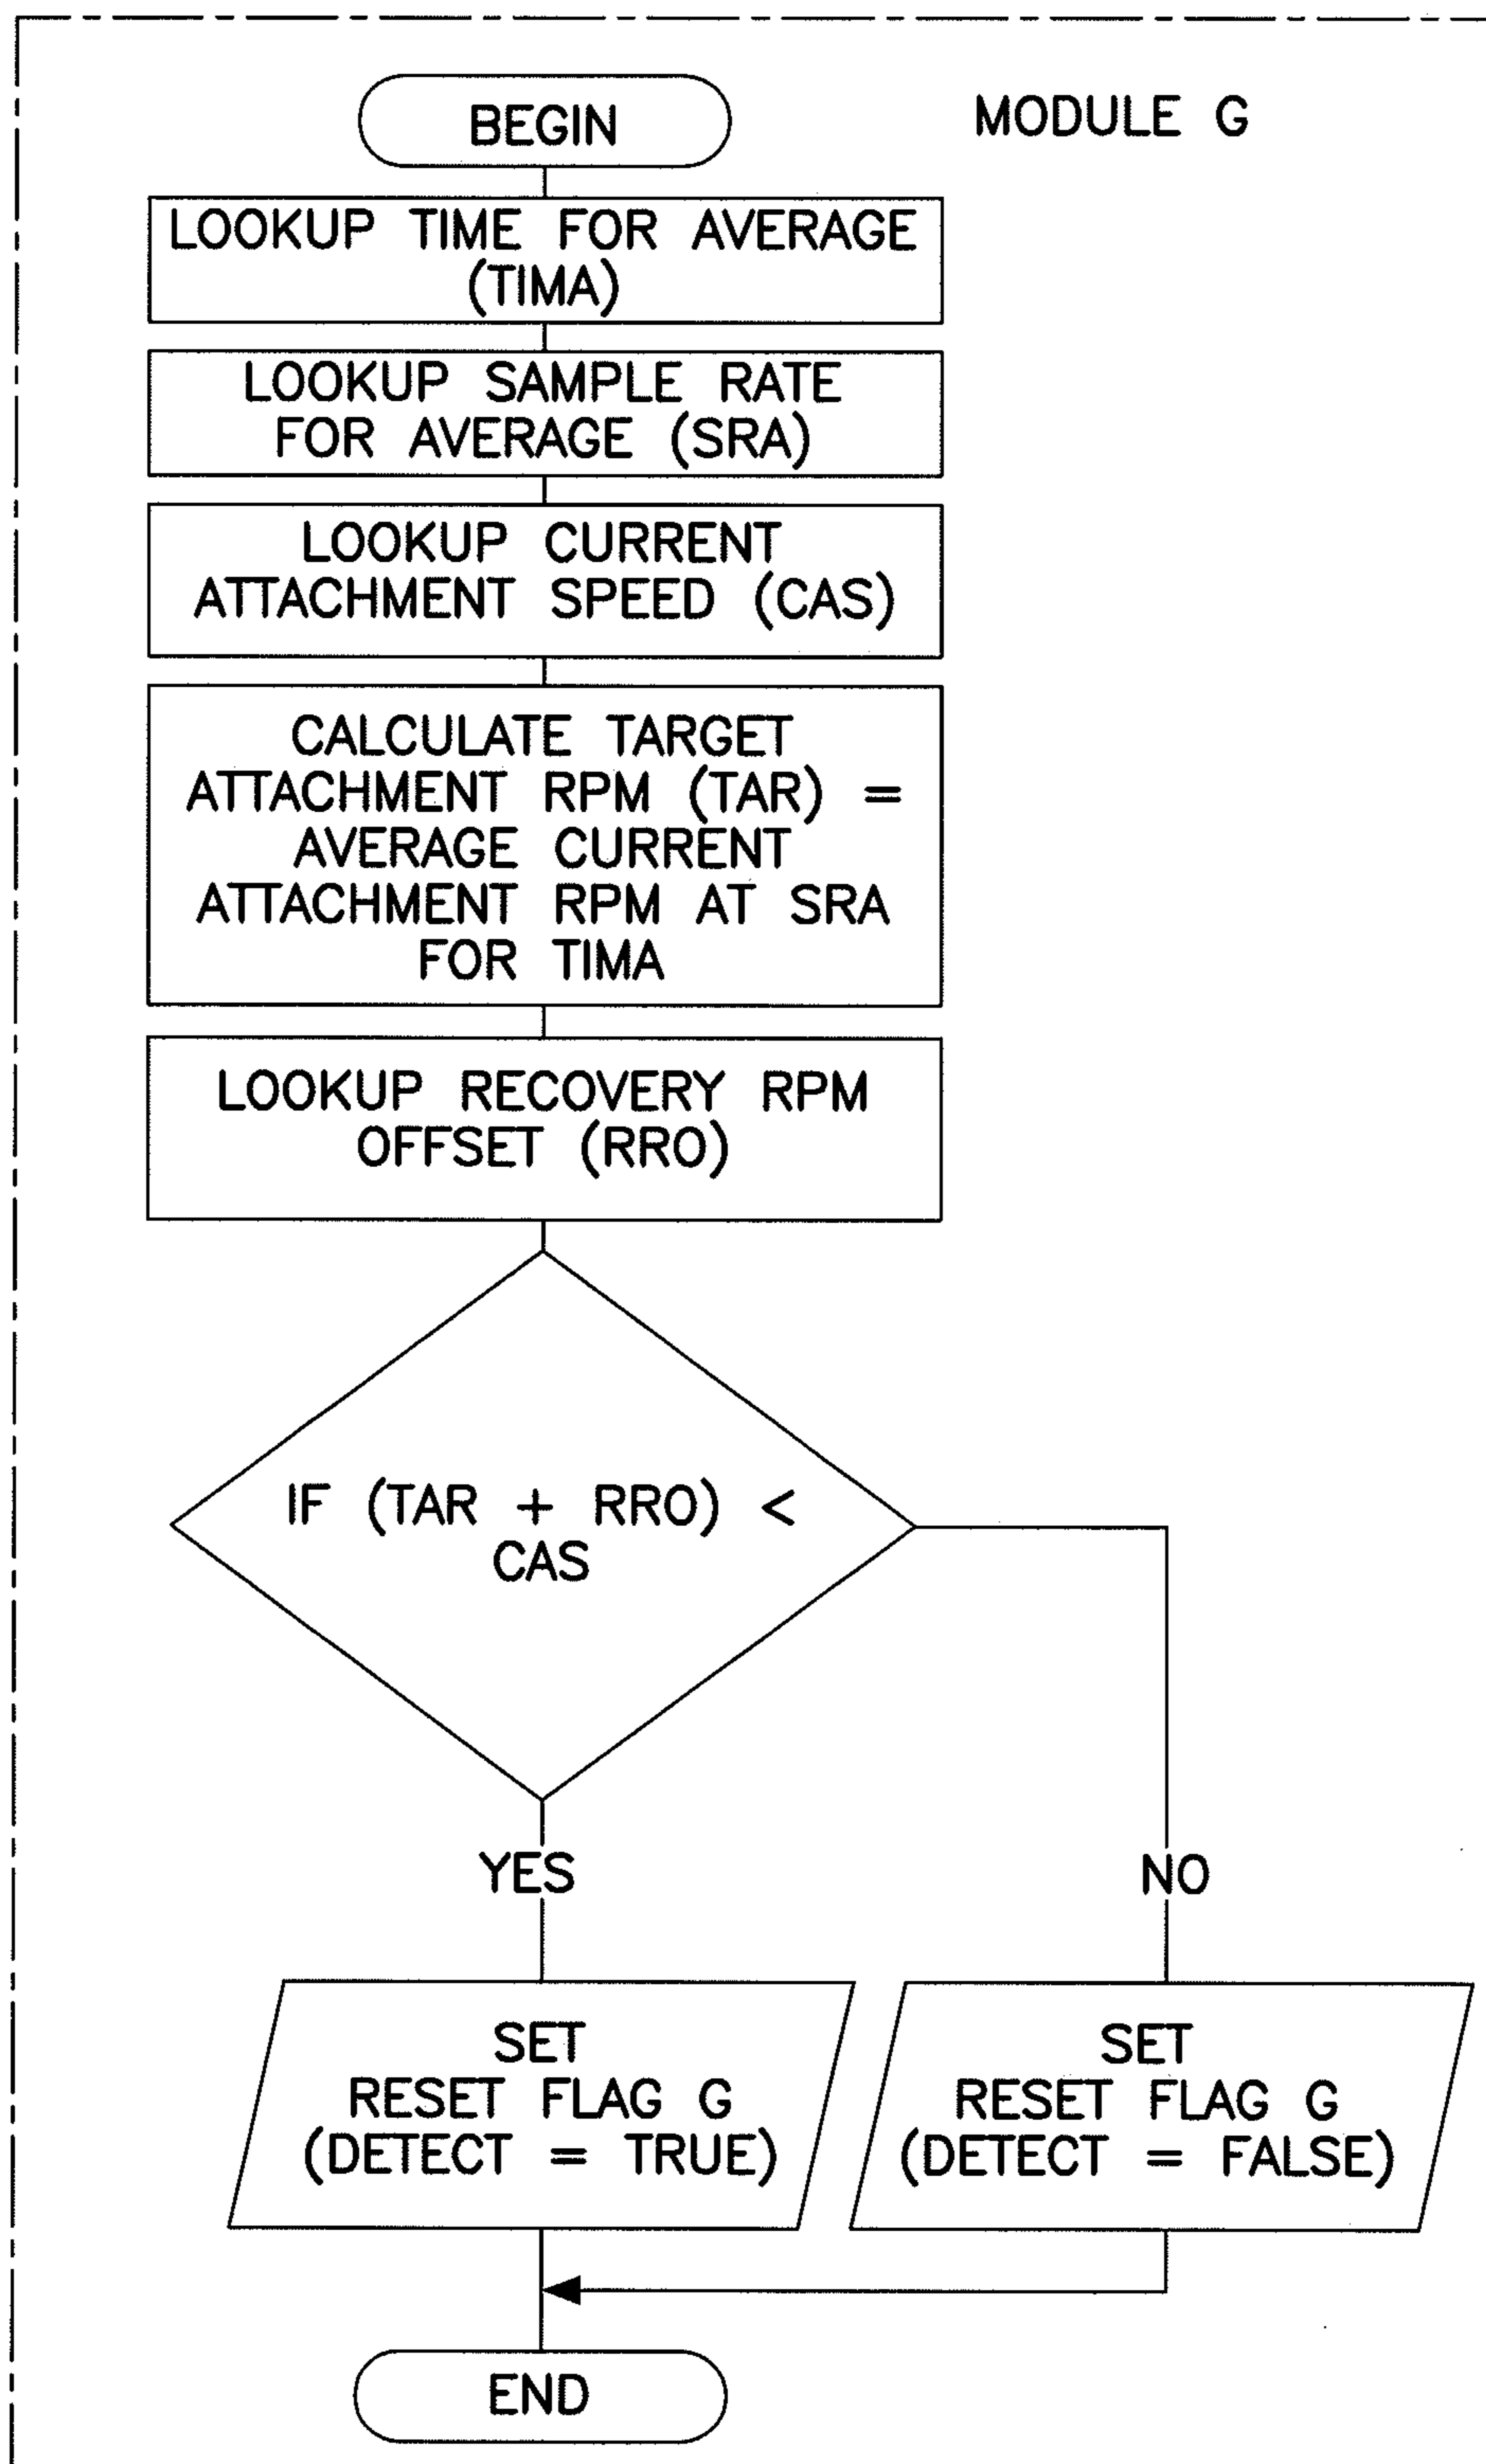 BEGIN
MODULE G
LOOKUP TIME FOR AVERAGE
(TIMA)
LOOKUP SAMPLE RATE
FOR AVERAGE (SRA)
LOOKUP CURRENT
ATTACHMENT SPEED (CAS)
CALCULATE TARGET
ATTACHMENT RPM (TAR) =
AVERAGE CURRENT
ATTACHMENT RPM AT SRA
FOR TIMA
LOOKUP RECOVERY RPM
OFFSET (RRO)
IF (TAR + RRO) <
CAS
YES
NO
SET
RESET FLAG G
(DETECT = TRUE)
SET
RESET FLAG G
(DETECT = FALSE)
END